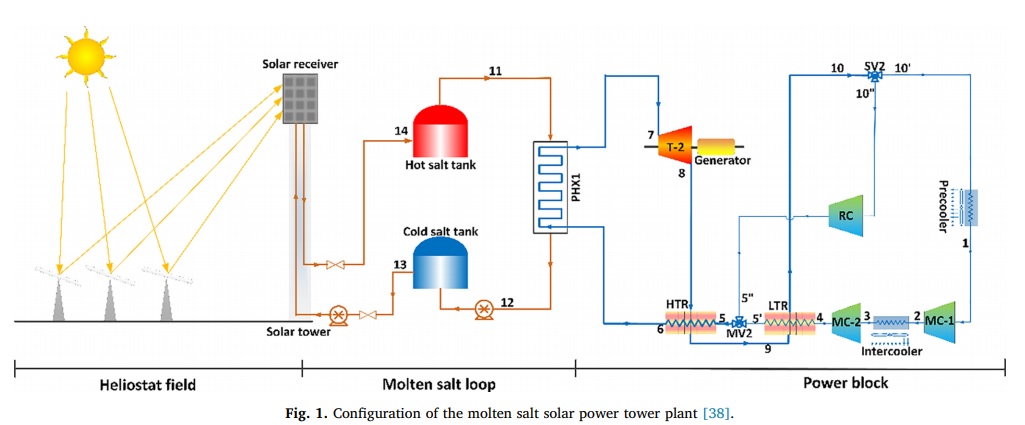 Solar receiver
11
14
Hot salt tank
Cold salt tank
13
12
Solar tower
PHX1
7
T-2
Generator
8
10
SV2
10'
10"
RC
Precooler
1
HTR
6
5
5"
MV2
5'
LTR
4
9
MC-2
3
2
MC-1
Intercooler
Heliostat field
Molten salt loop
Power block
Fig. 1. Configuration of the molten salt solar power tower plant [38].